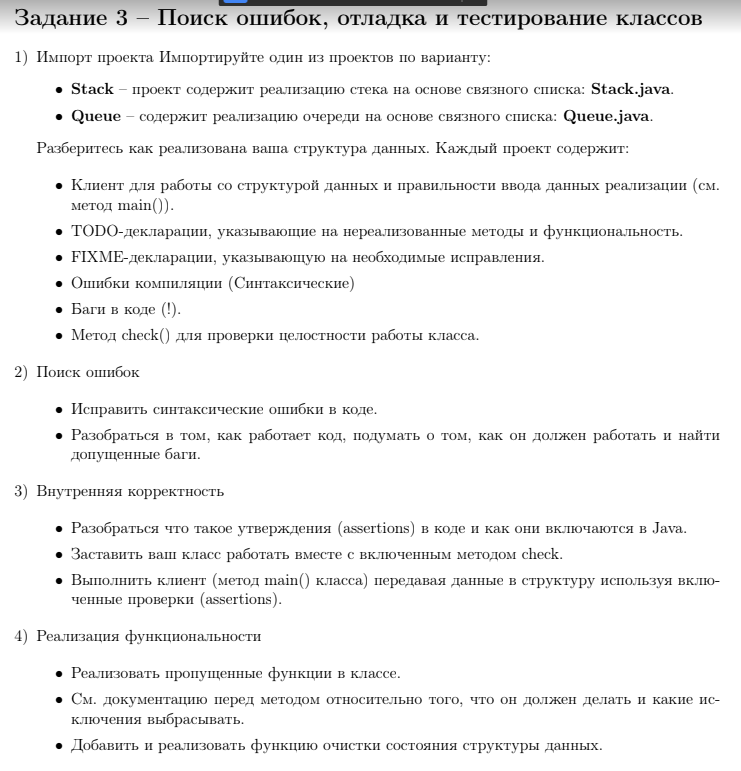 Задание 3 – Поиск ошибок, отладка и тестирование классов
1) Импорт проекта Импортируйте один из проектов по варианту:
• Stack – проект содержит реализацию стека на основе связного списка: Stack.java.
• Queue – содержит реализацию очереди на основе связного списка: Queue.java.
Разберитесь как реализована ваша структура данных. Каждый проект содержит:
• Клиент для работы со структурой данных и правильности ввода данных реализации (см.
метод main()).
• TODO-декларации, указывающие на нереализованные методы и функциональность.
• FIXME-декларации, указывающую на необходимые исправления.
• Ошибки компиляции (Синтаксические)
• Баги в коде (!).
• Метод check() для проверки целостности работы класса.
2) Поиск ошибок
• Исправить синтаксические ошибки в коде.
• Разобраться в том, как работает код, подумать о том, как он должен работать и найти
допущенные баги.
3) Внутренняя корректность
• Разобраться что такое утверждения (assertions) в коде и как они включаются в Java.
• Заставить ваш класс работать вместе с включенным методом check.
• Выполнить клиент (метод main() класса) передавая данные в структуру используя вклю-
ченные проверки (assertions).
4) Реализация функциональности
• Реализовать пропущенные функции в классе.
• См. документацию перед методом относительно того, что он должен делать и какие ис-
ключения выбрасывать.
• Добавить и реализовать функцию очистки состояния структуры данных.